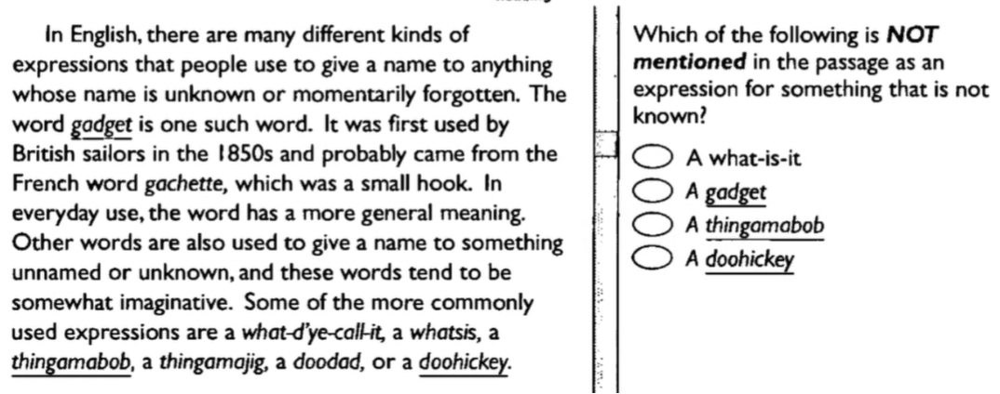 In English, there are many different kinds of
expressions that people use to give a name to anything
whose name is unknown or momentarily forgotten. The
word gadget is one such word. It was first used by
British sailors in the 1850s and probably came from the
French word gachette, which was a small hook. In
everyday use, the word has a more general meaning.
Other words are also used to give a name to something
unnamed or unknown, and these words tend to be
somewhat imaginative. Some of the more commonly
used expressions are a what-d'ye-call-it, a whatsis, a
thingamabob, a thingamajig, a doodad, or a doohickey.
Which of the following is NOT
mentioned in the passage as an
expression for something that is not
known?
A what-is-it
A gadget
A thingamabob
A doohickey